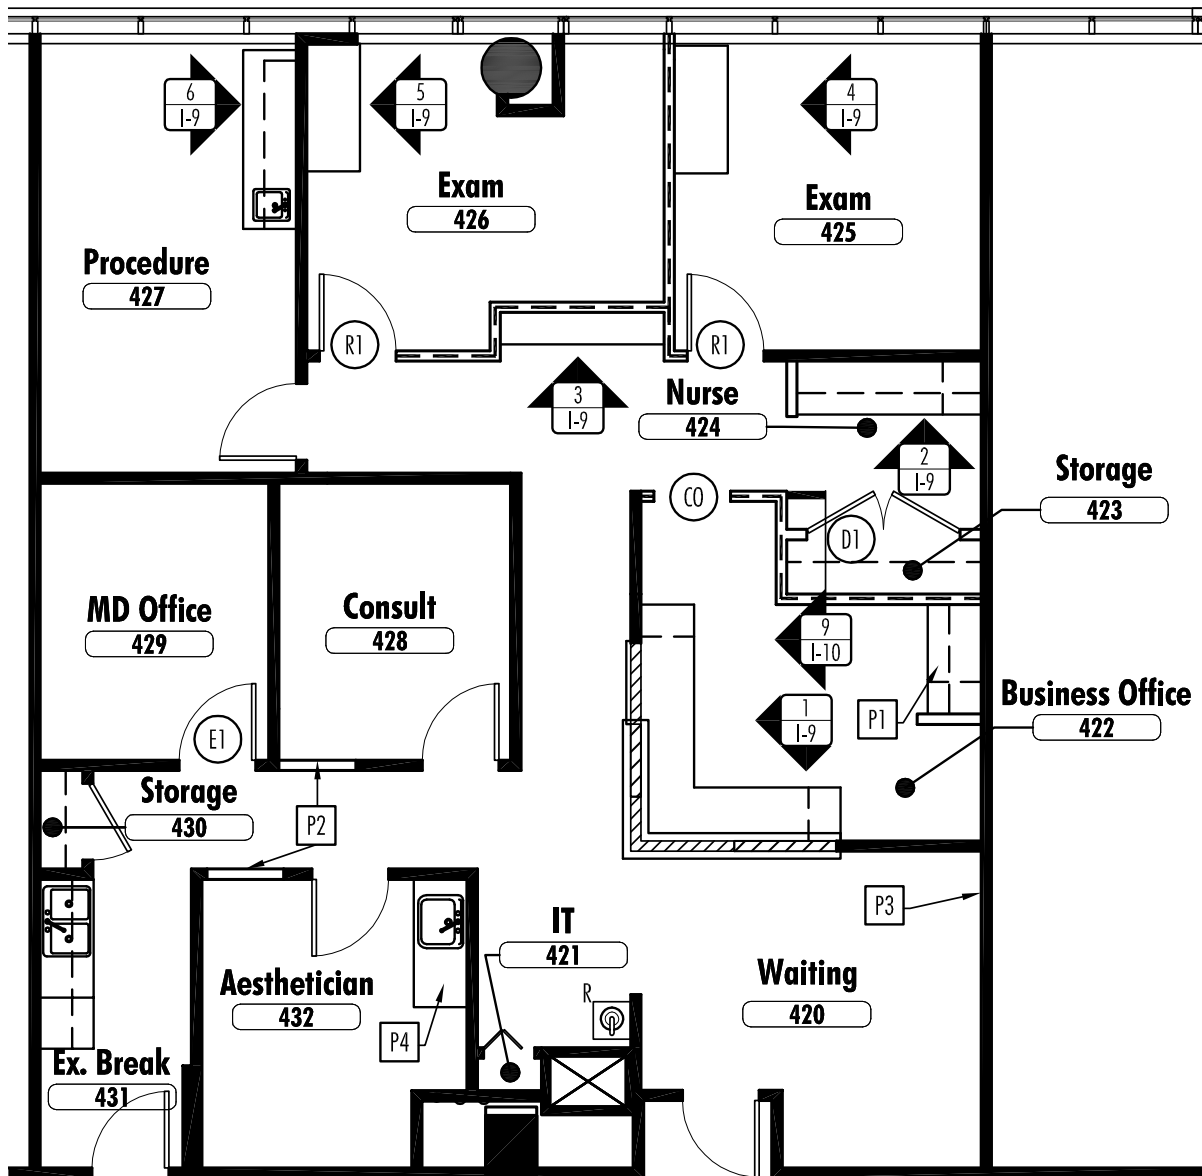 6
I-9
5
I-9
4
I-9
Exam
426
Exam
425
Procedure
427
R1
R1
3
I-9
Nurse
424
2
I-9
Storage
423
CO
D1
MD Office
429
Consult
428
9
I-10
1
I-9
P1
Business Office
422
E1
Storage
430
P2
P3
IT
421
Aesthetician
432
Waiting
420
R
P4
Ex. Break
431